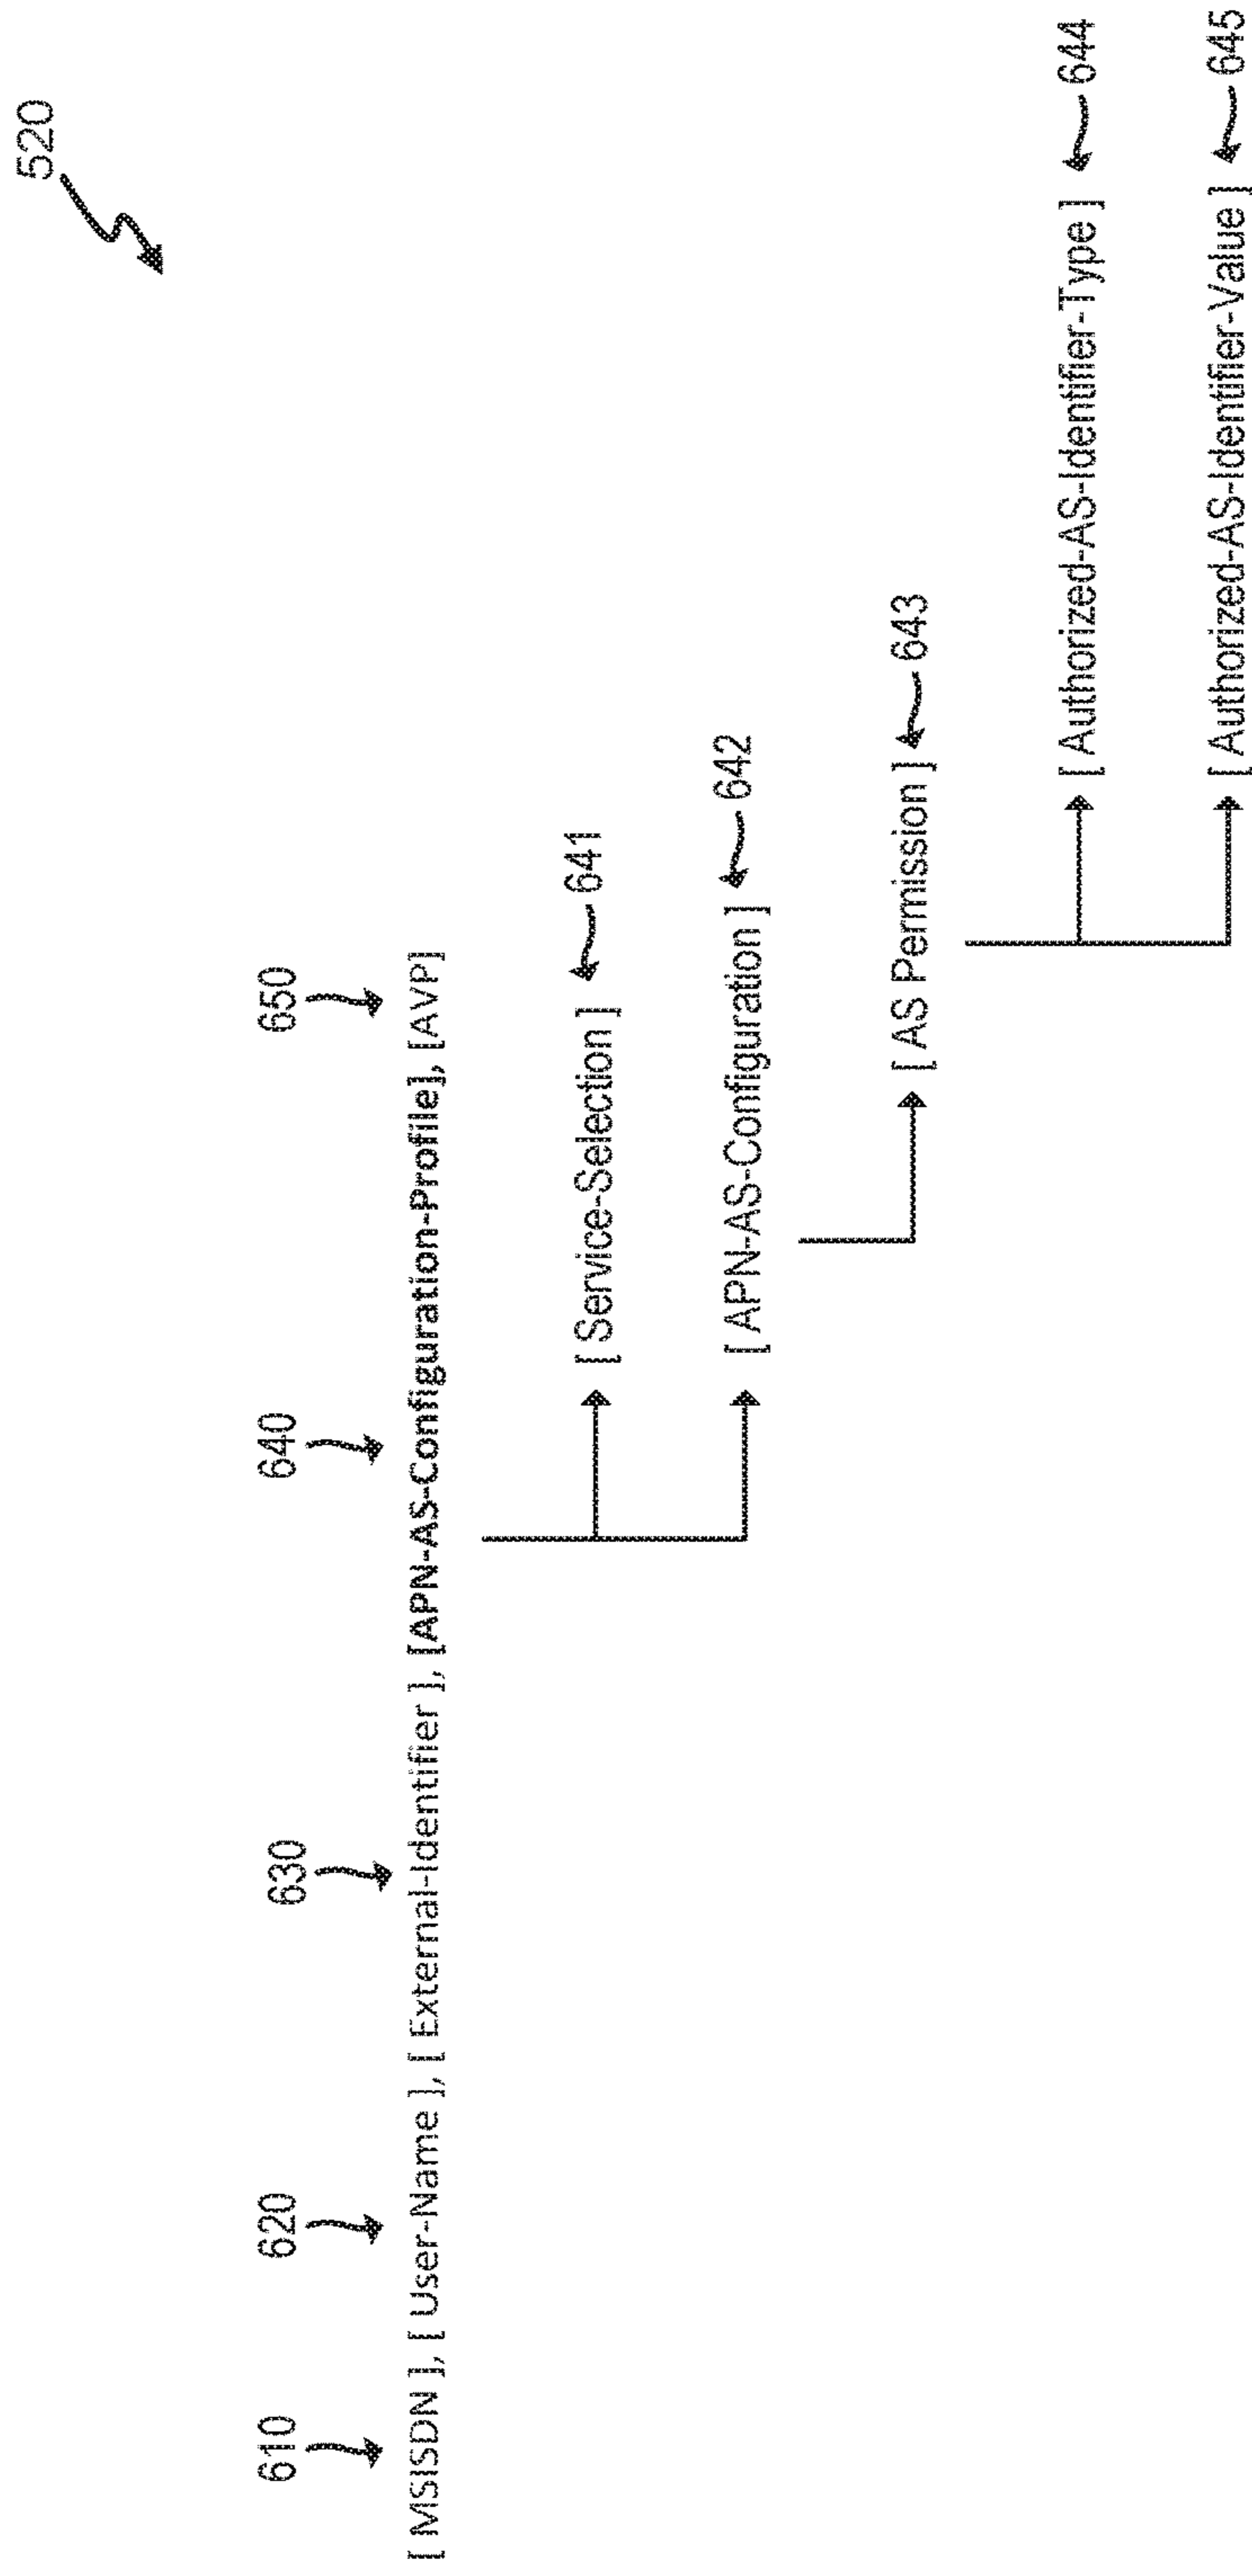 520
610 620 630 640 650
[ MSISDN ], [ User-Name ], [ External-Identifier ], [APN-AS-Configuration-Profile], [AVP]
[ Service-Selection ] 641
[ APN-AS-Configuration ] 642
[ AS Permission ] 643
[ Authorized-AS-Identifier-Type ] 644
[ Authorized-AS-Identifier-Value ] 645